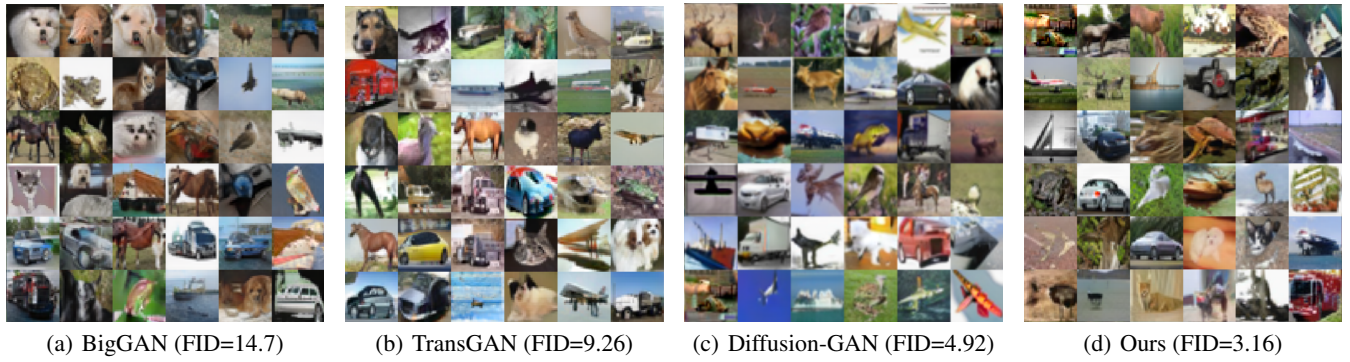 (a) BigGAN (FID=14.7)
(b) TransGAN (FID=9.26)
(c) Diffusion-GAN (FID=4.92)
(d) Ours (FID=3.16)